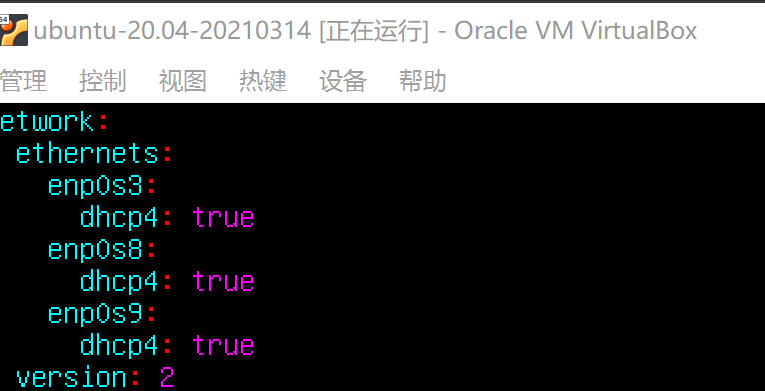 64
ubuntu-20.04-20210314 [正在运行] - Oracle VM VirtualBox
管理 控制 视图 热键 设备 帮助
etwork:
 ethernets:
   enp0s3:
     dhcp4: true
   enp0s8:
     dhcp4: true
   enp0s9:
     dhcp4: true
 version: 2